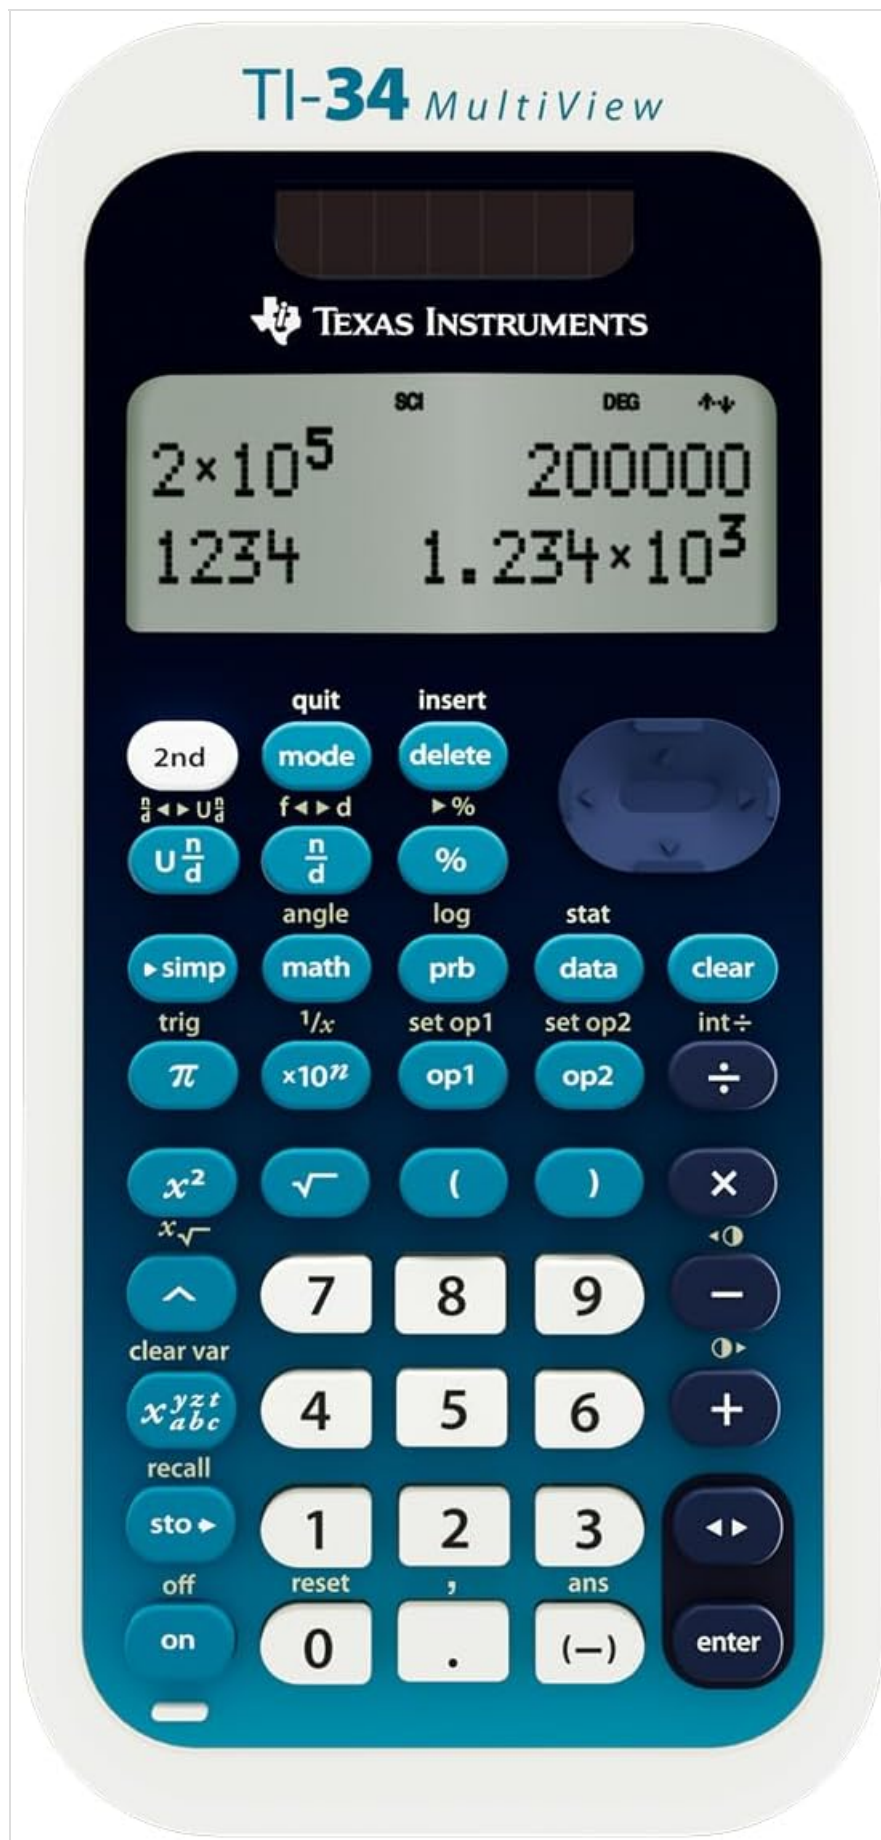 TI-34 MultiView
TEXAS INSTRUMENTS
SCI DEG
2×10⁵ 200000
1234 1.234×10³
quit insert
2nd mode delete
n/d ◂ ▸ U n/d f ◂ ▸ d ▸%
U n/d n/d %
angle log stat
▸simp math prb data clear
trig 1/x set op1 set op2 int÷
π ×10ⁿ op1 op2 ÷
x² √ ( ) ×
ˣ√ ◂◑
^ 7 8 9 −
clear var ◑▸
x yzt abc 4 5 6 +
recall
sto▸ 1 2 3 ◂▸
off reset , ans
on 0 . (−) enter